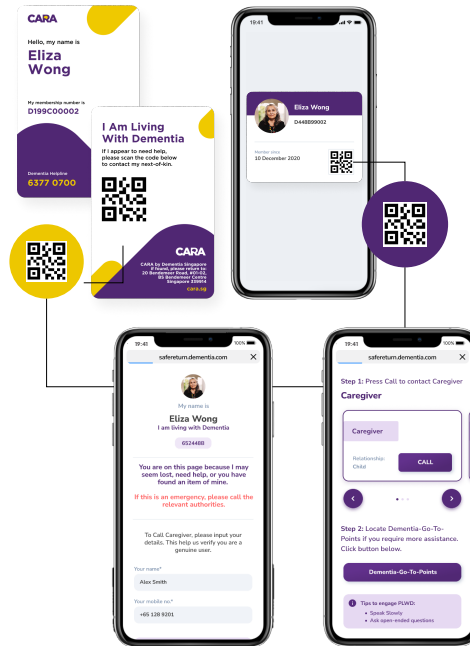 CARA
Hello, my name is
Eliza
Wong
My membership number is
D199C00002
Dementia Helpline
6377 0700
I Am Living
With Dementia
If I appear to need help,
please scan the code below
to contact my next-of-kin.
CARA
CARA by Dementia Singapore
If found, please return to:
20 Bendemeer Road, #01-02,
BS Bendemeer Centre
Singapore 339914
cara.sg
19:41
Eliza Wong
D448B99002
Member since
10 December 2020
19:41
100%
safereturn.dementia.com
My name is
Eliza Wong
I am living with Dementia
652448B
You are on this page because I may
seem lost, need help, or you have
found an item of mine.
If this is an emergency, please call the
relevant authorities.
To Call Caregiver, please input your
details. This help us verify you are a
genuine user.
Your name*
Alex Smith
Your mobile no.*
+65 128 9201
19:41
100%
safereturn.dementia.com
Step 1: Press Call to contact Caregiver
Caregiver
Caregiver
Relationship:
Child
CALL
Step 2: Locate Dementia-Go-To-
Points if you require more assistance.
Click button below.
Dementia-Go-To-Points
Tips to engage PLWD:
• Speak Slowly
• Ask open-ended questions